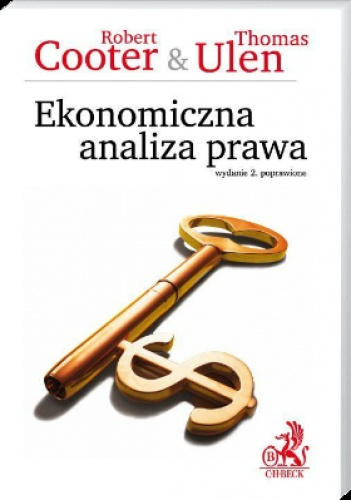 Robert Thomas
Cooter & Ulen
Ekonomiczna
analiza prawa
wydanie 2. poprawione
B
C·H·BECK